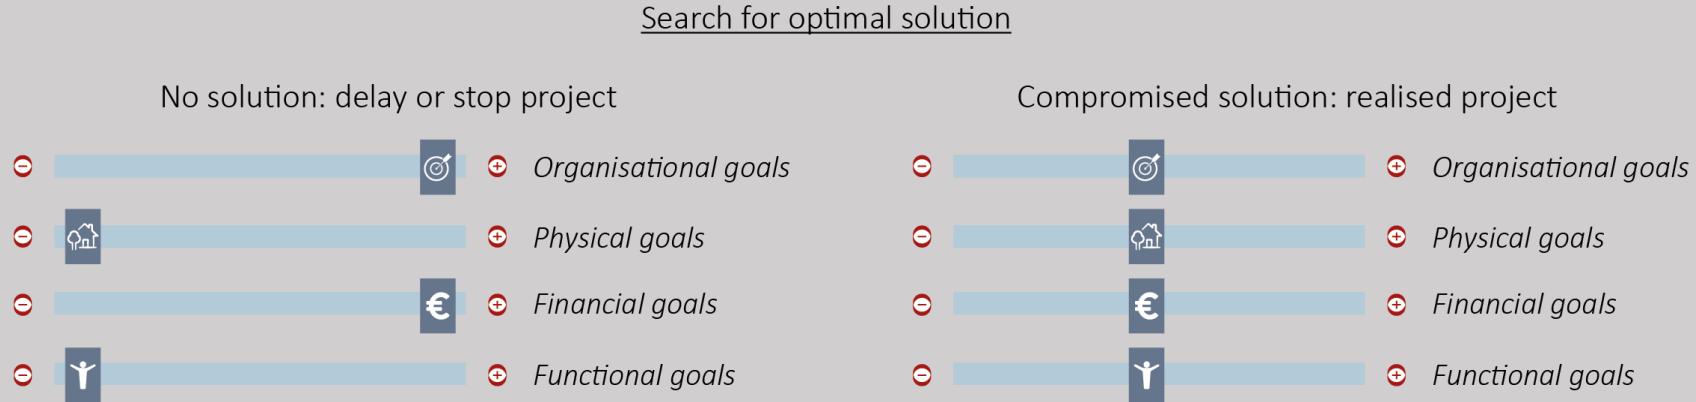 Search for optimal solution
No solution: delay or stop project
⊖ ⊕ Organisational goals
⊖ ⊕ Physical goals
⊖ € ⊕ Financial goals
⊖ ⊕ Functional goals
Compromised solution: realised project
⊖ ⊕ Organisational goals
⊖ ⊕ Physical goals
⊖ € ⊕ Financial goals
⊖ ⊕ Functional goals